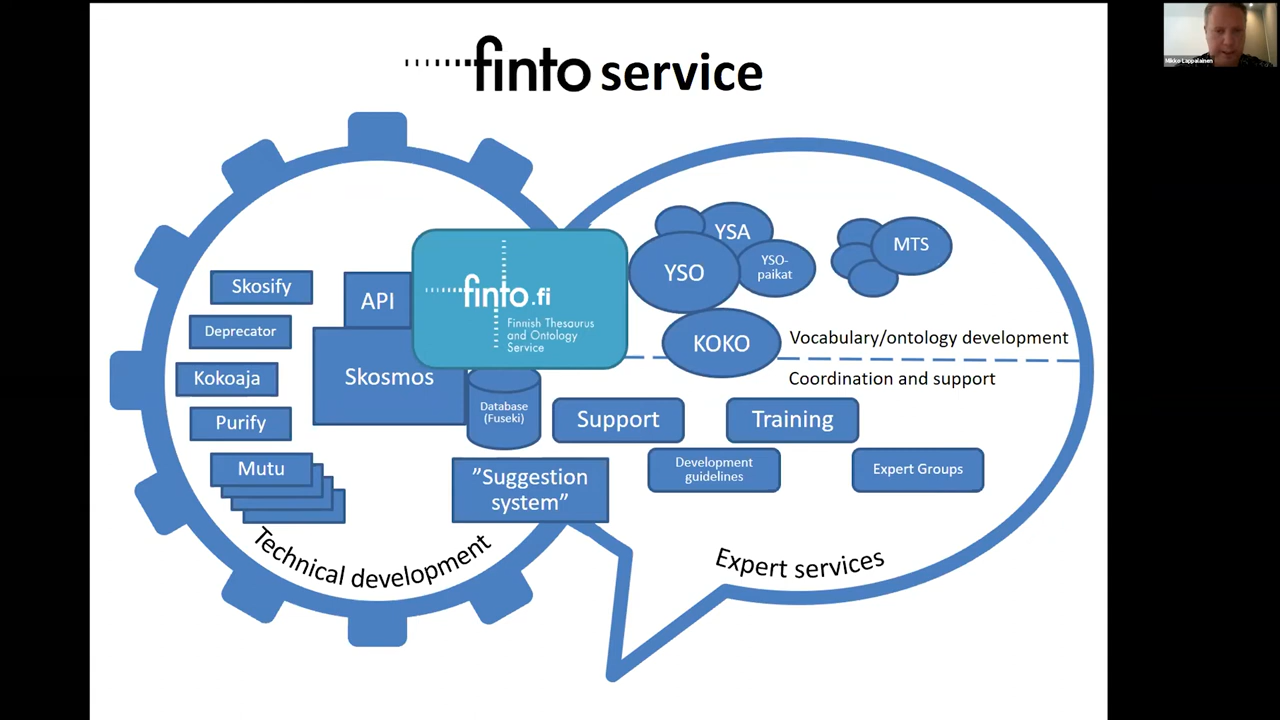 finto service
Mikko Lappalainen
Skosify
Deprecator
Kokoaja
Purify
Mutu
API
Skosmos
finto.fi
Finnish Thesaurus
and Ontology
Service
Database
(Fuseki)
"Suggestion
system"
Technical development
YSA
YSO
YSO-
paikat
MTS
KOKO
Vocabulary/ontology development
Coordination and support
Support
Training
Development
guidelines
Expert Groups
Expert services